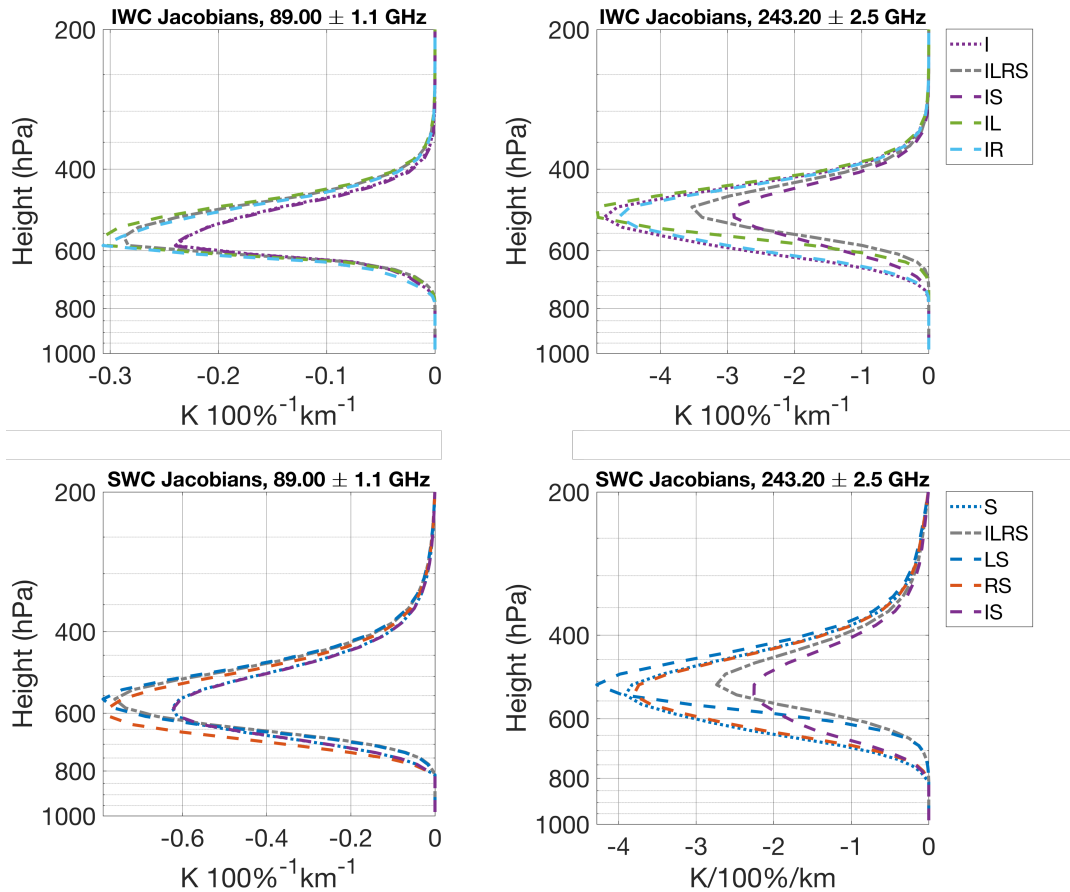 IWC Jacobians, 89.00 ± 1.1 GHz
200
400
600
800
1000
Height (hPa)
-0.3 -0.2 -0.1 0
K 100%⁻¹km⁻¹
IWC Jacobians, 243.20 ± 2.5 GHz
200
400
600
800
1000
Height (hPa)
-4 -3 -2 -1 0
K 100%⁻¹km⁻¹
I
ILRS
IS
IL
IR
SWC Jacobians, 89.00 ± 1.1 GHz
200
400
600
800
1000
Height (hPa)
-0.6 -0.4 -0.2 0
K 100%⁻¹km⁻¹
SWC Jacobians, 243.20 ± 2.5 GHz
200
400
600
800
1000
Height (hPa)
-4 -3 -2 -1 0
K/100%/km
S
ILRS
LS
RS
IS